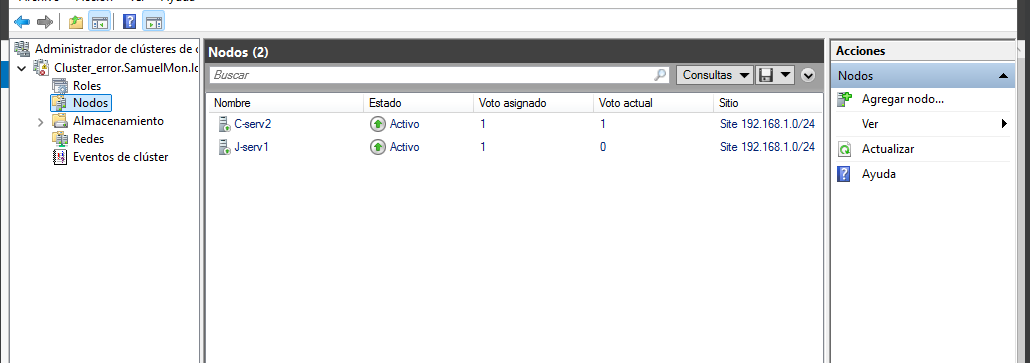 Archivo Acción Ver Ayuda
Administrador de clústeres de c
Cluster_error.SamuelMon.lc
Roles
Nodos
Almacenamiento
Redes
Eventos de clúster
Nodos (2)
Buscar
Consultas
Nombre Estado Voto asignado Voto actual Sitio
C-serv2 Activo 1 1 Site 192.168.1.0/24
J-serv1 Activo 1 0 Site 192.168.1.0/24
Acciones
Nodos
Agregar nodo...
Ver
Actualizar
Ayuda